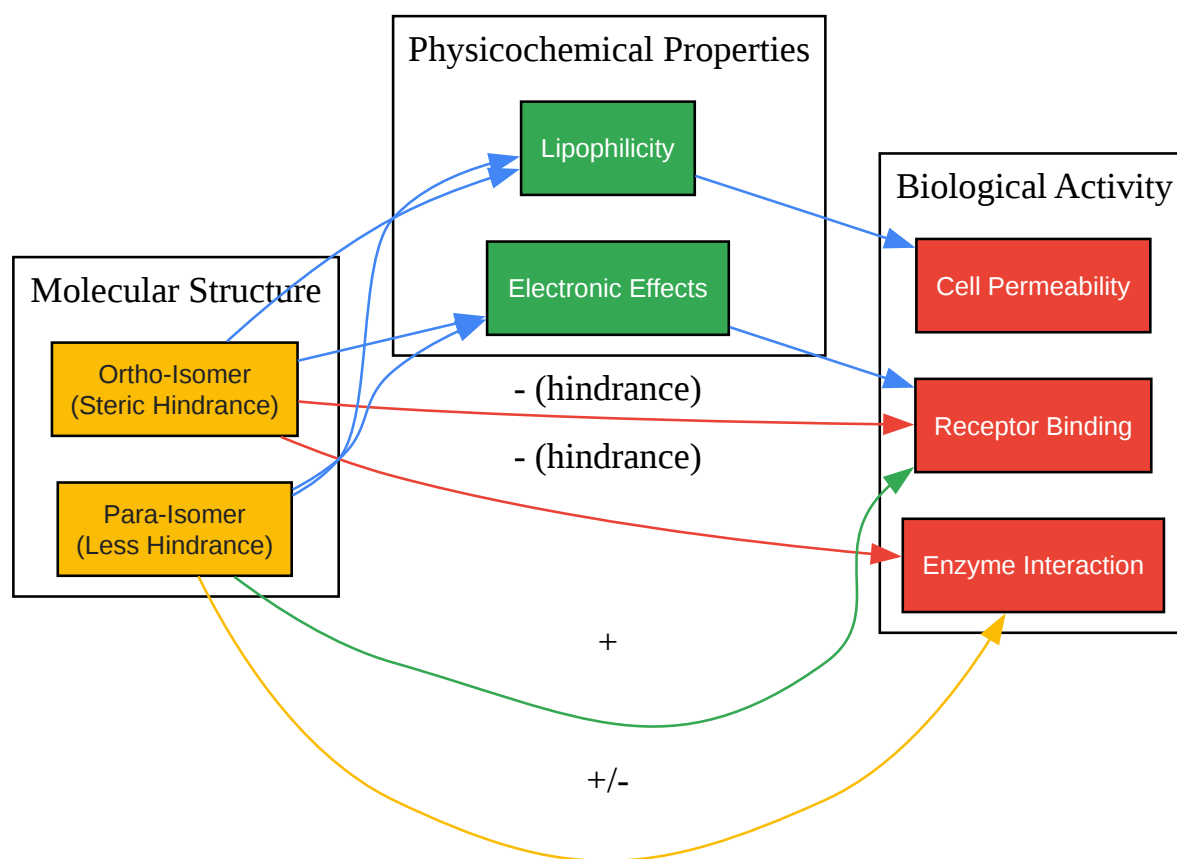 Physicochemical Properties
Lipophilicity
Electronic Effects
Biological Activity
Cell Permeability
Receptor Binding
Enzyme Interaction
Molecular Structure
Ortho-Isomer
(Steric Hindrance)
Para-Isomer
(Less Hindrance)
- (hindrance)
- (hindrance)
+
+/-